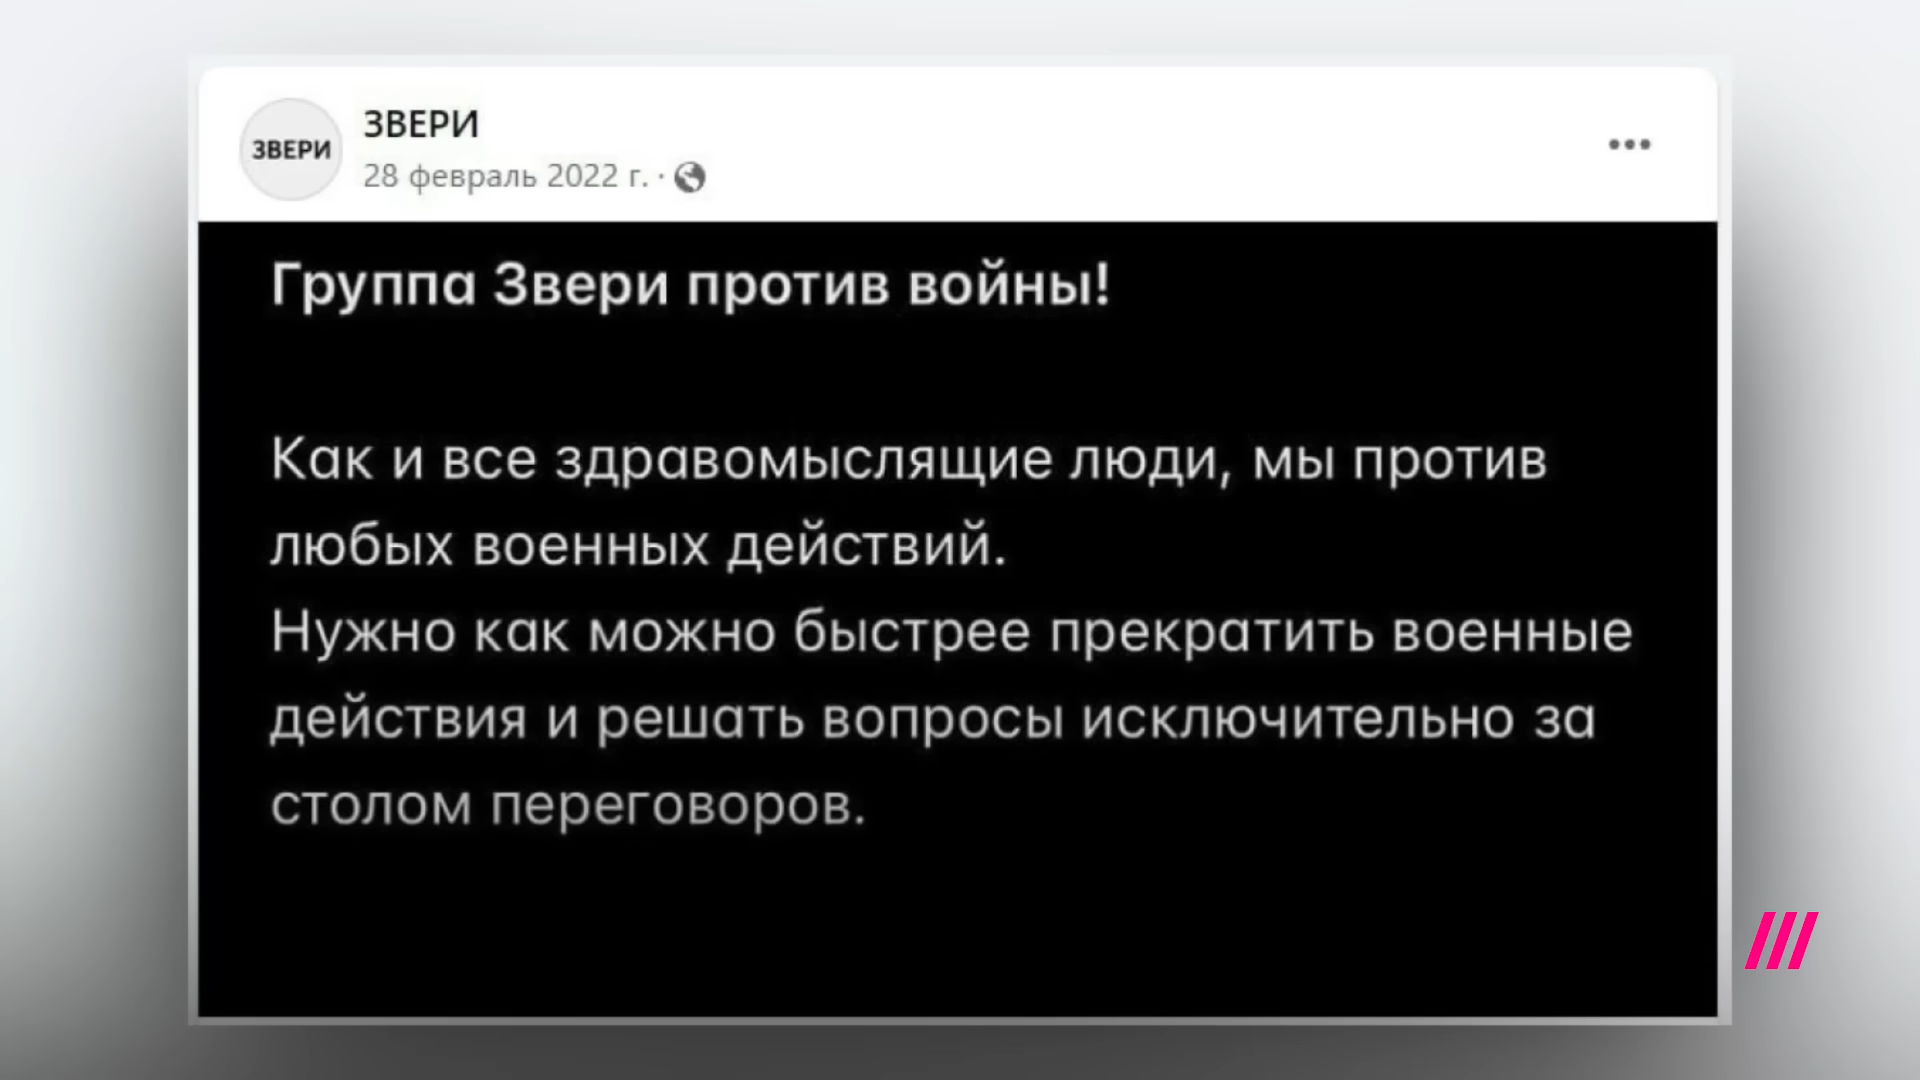 ЗВЕРИ
ЗВЕРИ
28 февраль 2022 г. ·
Группа Звери против войны!
Как и все здравомыслящие люди, мы против
любых военных действий.
Нужно как можно быстрее прекратить военные
действия и решать вопросы исключительно за
столом переговоров.